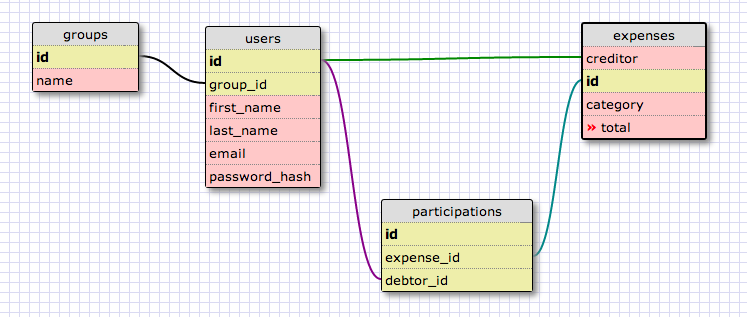 groups
id
name
users
id
group_id
first_name
last_name
email
password_hash
expenses
creditor
id
category
» total
participations
id
expense_id
debtor_id